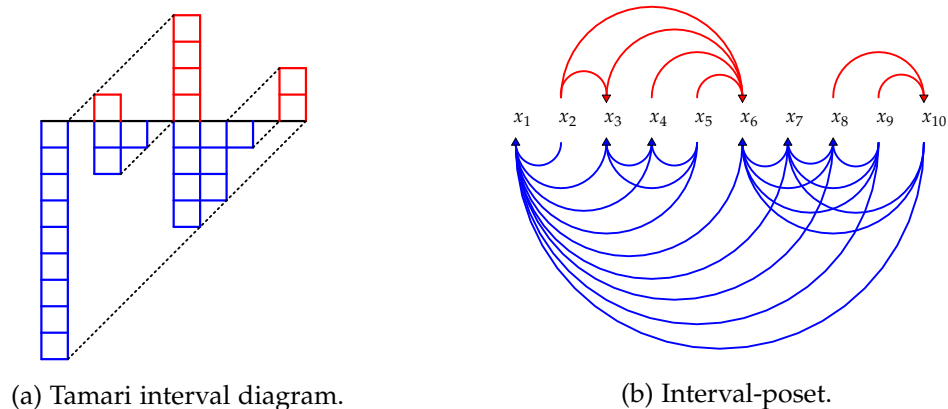 x1 x2 x3 x4 x5 x6 x7 x8 x9 x10
(a) Tamari interval diagram.
(b) Interval-poset.